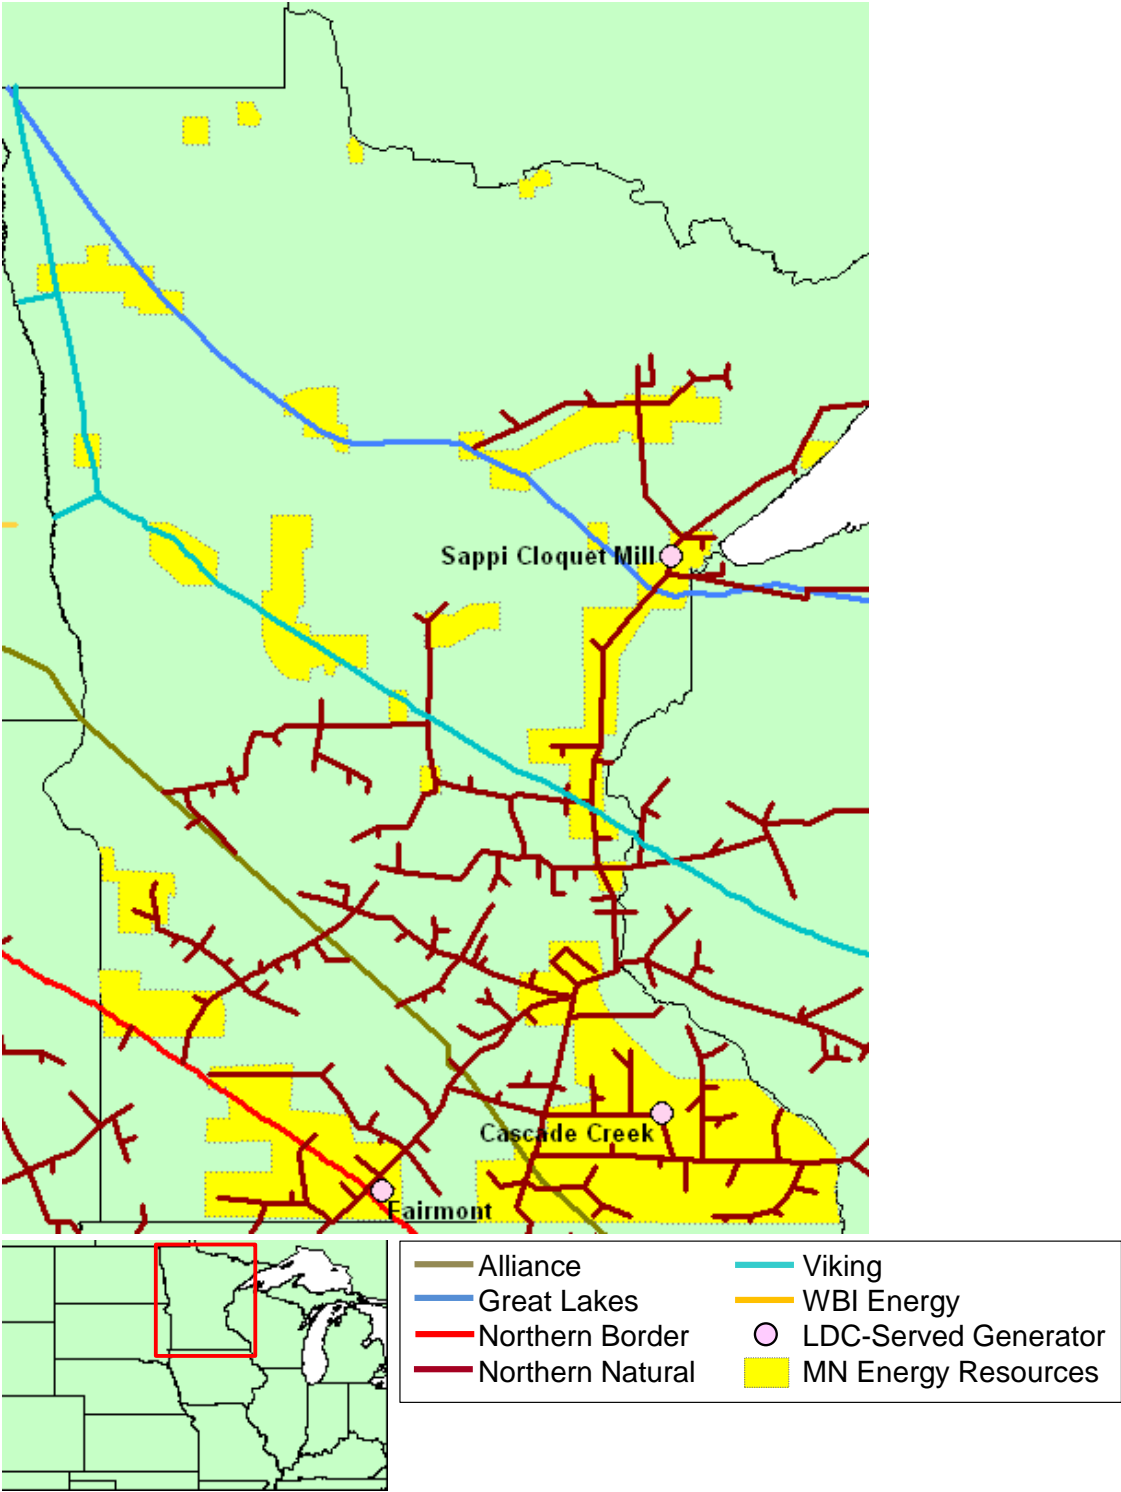 Sappi Cloquet Mill
Cascade Creek
Fairmont
Alliance
Great Lakes
Northern Border
Northern Natural
Viking
WBI Energy
LDC-Served Generator
MN Energy Resources